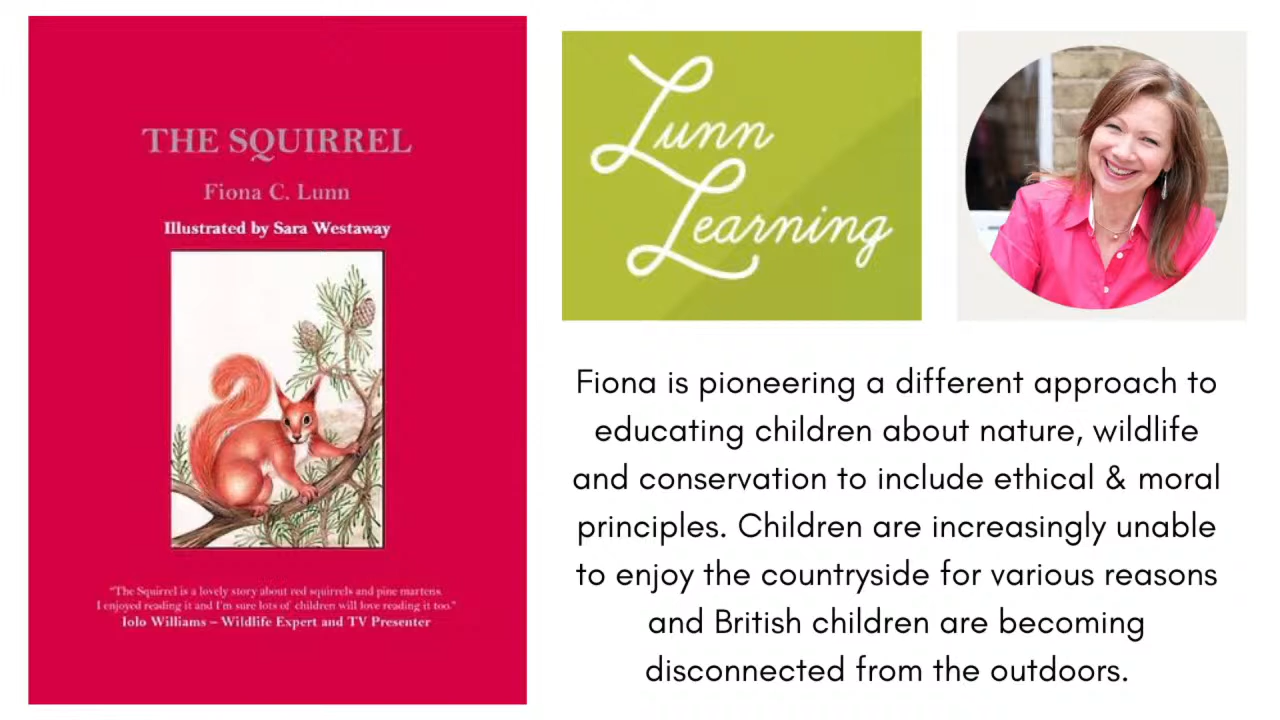 THE SQUIRREL
Fiona C. Lunn
Illustrated by Sara Westaway
"The Squirrel is a lovely story about red squirrels and pine martens.
I enjoyed reading it and I'm sure lots of children will love reading it too."
Iolo Williams – Wildlife Expert and TV Presenter
Lunn
Learning
Fiona is pioneering a different approach to
educating children about nature, wildlife
and conservation to include ethical & moral
principles. Children are increasingly unable
to enjoy the countryside for various reasons
and British children are becoming
disconnected from the outdoors.